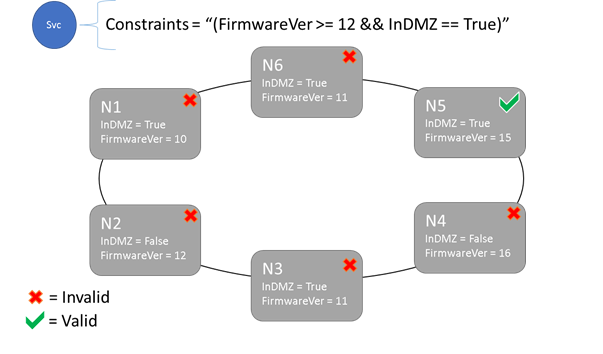 Svc
Constraints = “(FirmwareVer >= 12 && InDMZ == True)”
N6
InDMZ = True
FirmwareVer = 11
N1
InDMZ = True
FirmwareVer = 10
N5
InDMZ = True
FirmwareVer = 15
N2
InDMZ = False
FirmwareVer = 12
N4
InDMZ = False
FirmwareVer = 16
N3
InDMZ = True
FirmwareVer = 11
= Invalid
= Valid